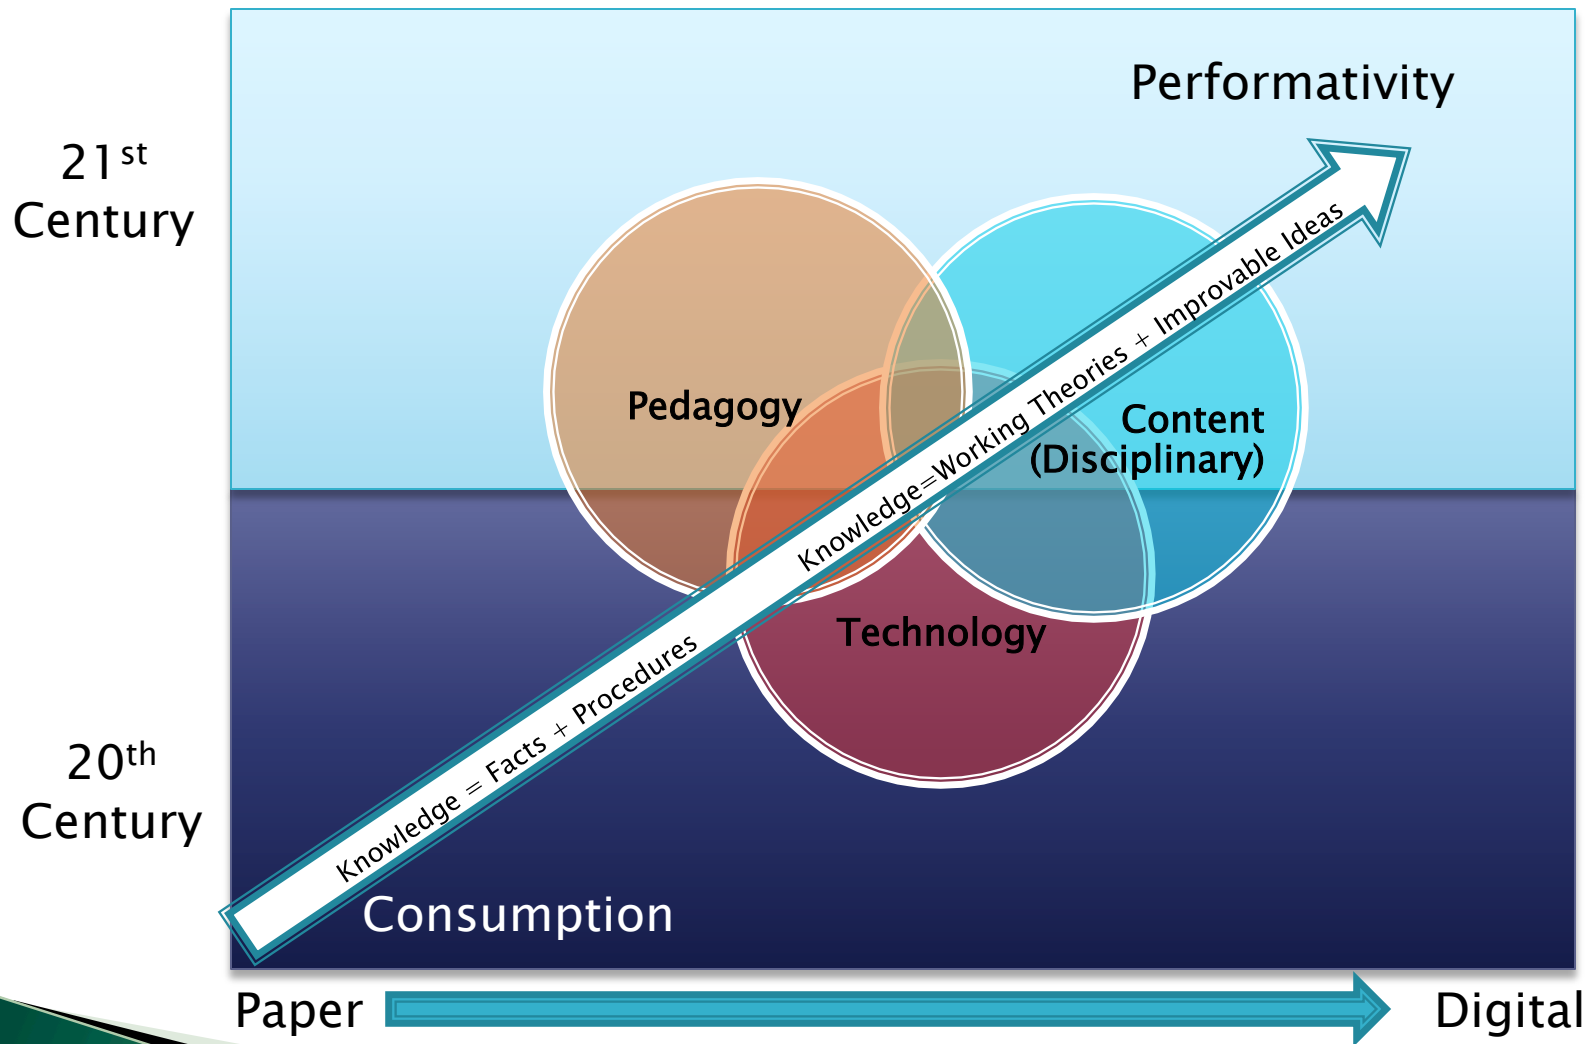 Performativity
21st
Century
Knowledge=Working Theories + Improvable Ideas
Pedagogy
Content
(Disciplinary)
Technology
Knowledge = Facts + Procedures
20th
Century
Consumption
Paper
Digital